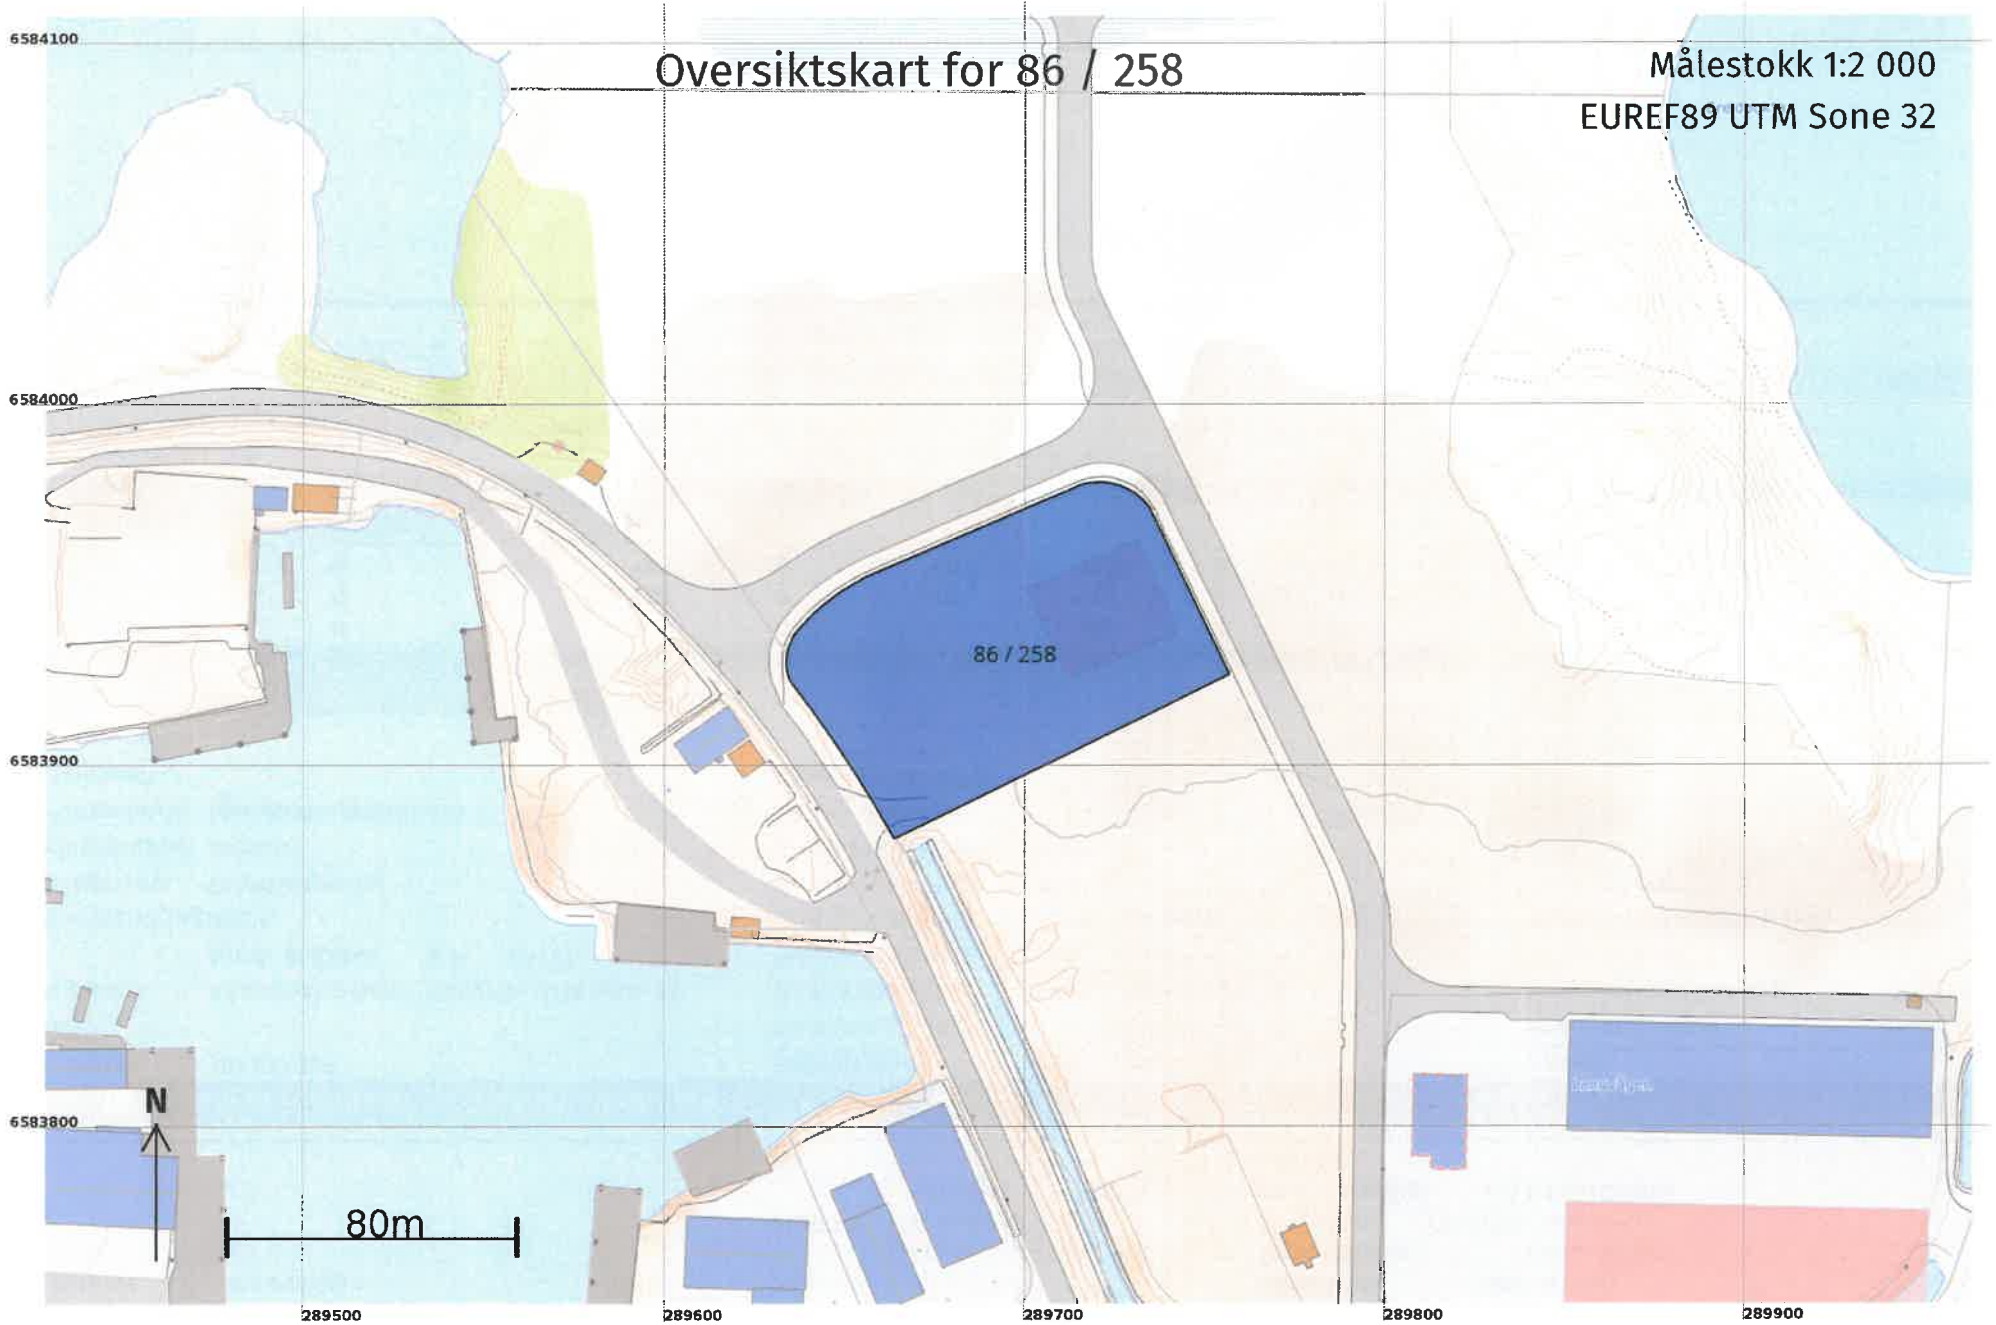 6584100
Oversiktskart for 86 / 258
Målestokk 1:2 000
EUREF89 UTM Sone 32
6584000
86 / 258
6583900
N
6583800
80m
289500
289600
289700
289800
289900